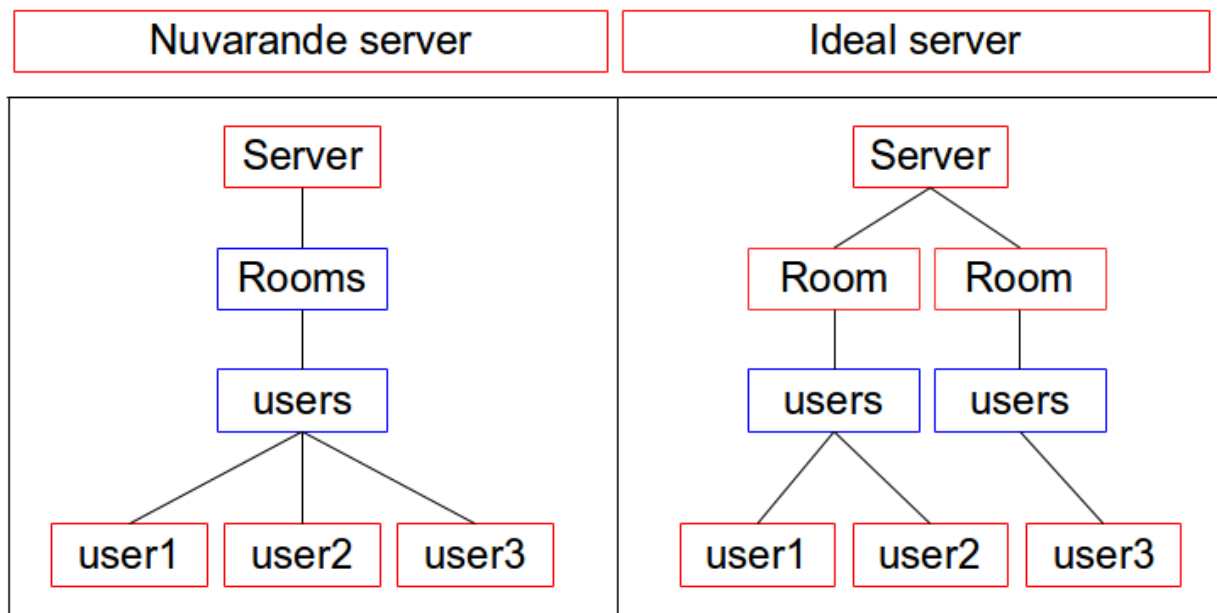 Nuvarande server
Ideal server
Server
Rooms
users
user1 user2 user3
Server
Room Room
users users
user1 user2 user3